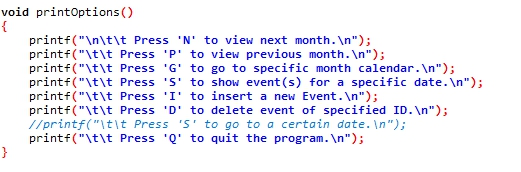 void printOptions()
{
    printf("\n\t\t Press 'N' to view next month.\n");
    printf("\t\t Press 'P' to view previous month.\n");
    printf("\t\t Press 'G' to go to specific month calendar.\n");
    printf("\t\t Press 'S' to show event(s) for a specific date.\n");
    printf("\t\t Press 'I' to insert a new Event.\n");
    printf("\t\t Press 'D' to delete event of specified ID.\n");
    //printf("\t\t Press 'S' to go to a certain date.\n");
    printf("\t\t Press 'Q' to quit the program.\n");
}